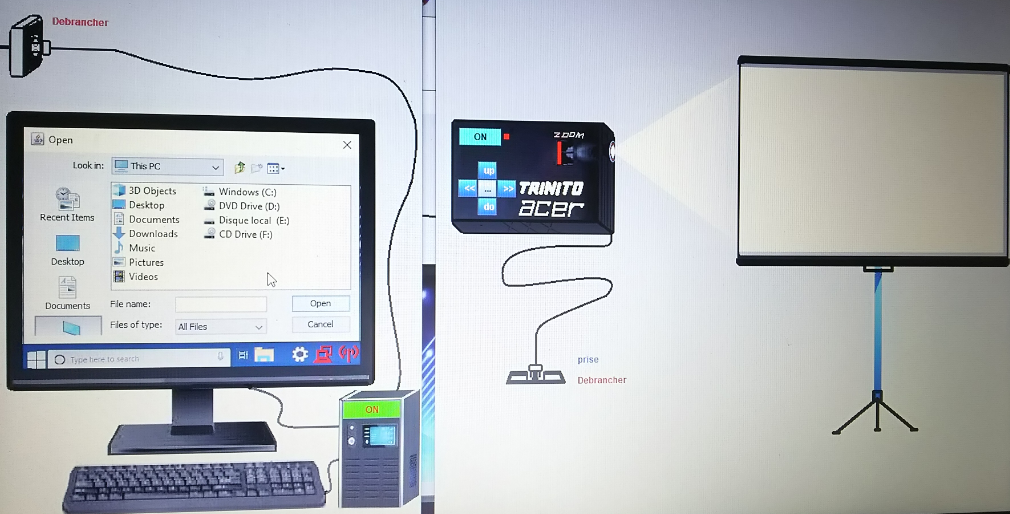 Debrancher
Open
Look in: This PC
3D Objects
Desktop
Documents
Downloads
Music
Pictures
Videos
Windows (C:)
DVD Drive (D:)
Disque local (E:)
CD Drive (F:)
Recent Items
Desktop
Documents
File name:
Open
Files of type: All Files
Cancel
Type here to search
ON
ON
ZOOM
up
<< ... >>
do
TRINITO
acer
prise
Debrancher